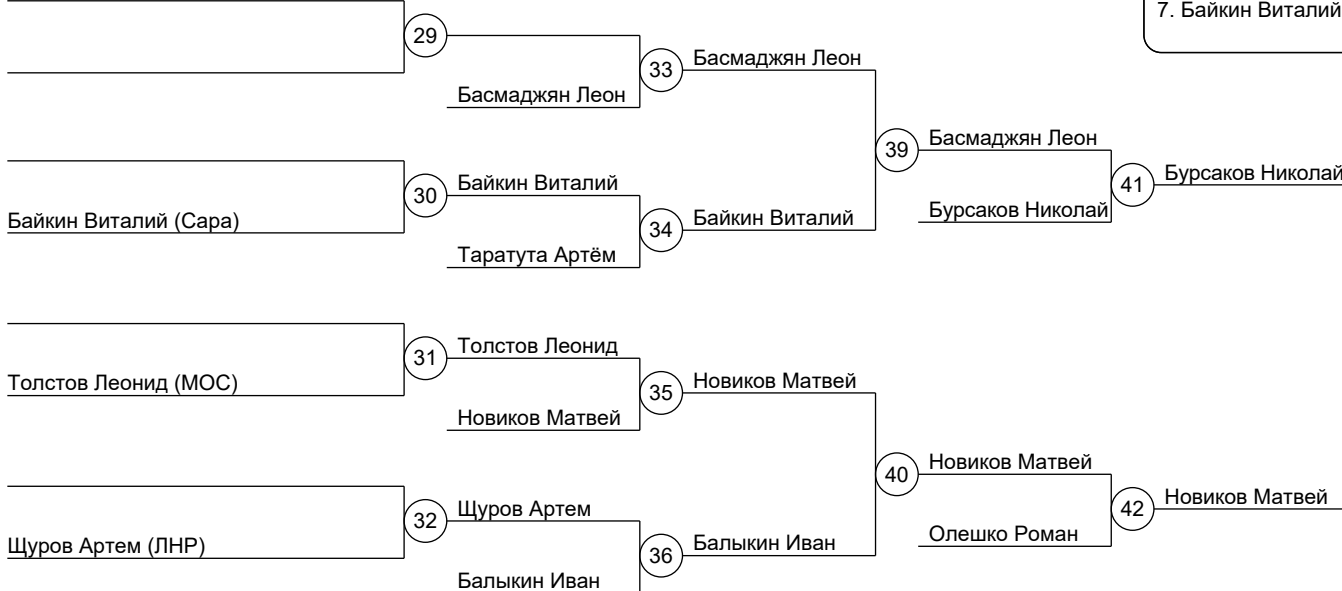 7. Байкин Виталий
29
Басмаджян Леон
33
Басмаджян Леон
39
Басмаджян Леон
41
Бурсаков Николай
Бурсаков Николай
Байкин Виталий (Сара)
30
Байкин Виталий
Таратута Артём
34
Байкин Виталий
Толстов Леонид (МОС)
31
Толстов Леонид
Новиков Матвей
35
Новиков Матвей
40
Новиков Матвей
42
Новиков Матвей
Олешко Роман
Щуров Артем (ЛНР)
32
Щуров Артем
Балыкин Иван
36
Балыкин Иван